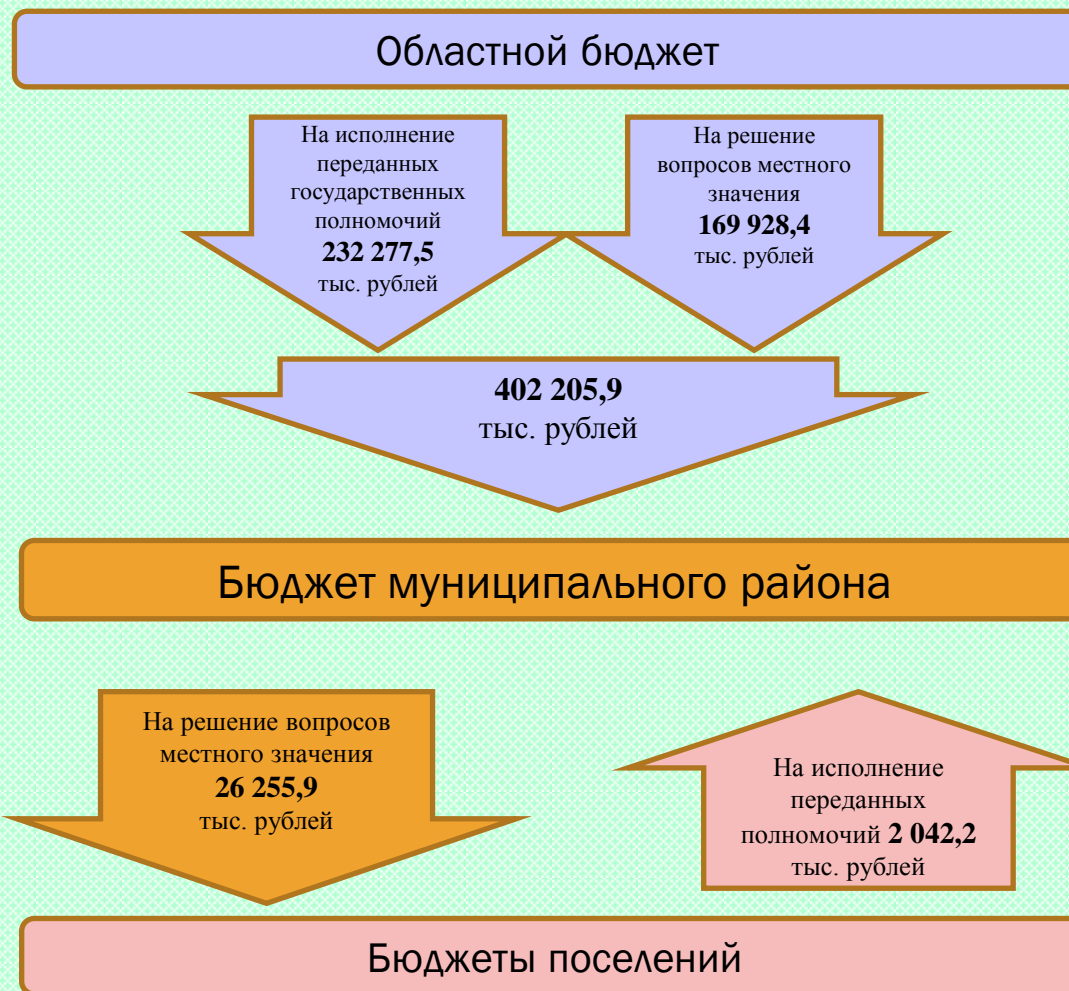 Областной бюджет
На исполнение
переданных
государственных
полномочий
232 277,5
тыс. рублей
На решение
вопросов местного
значения
169 928,4
тыс. рублей
402 205,9
тыс. рублей
Бюджет муниципального района
На решение вопросов
местного значения
26 255,9
тыс. рублей
На исполнение
переданных
полномочий 2 042,2
тыс. рублей
Бюджеты поселений